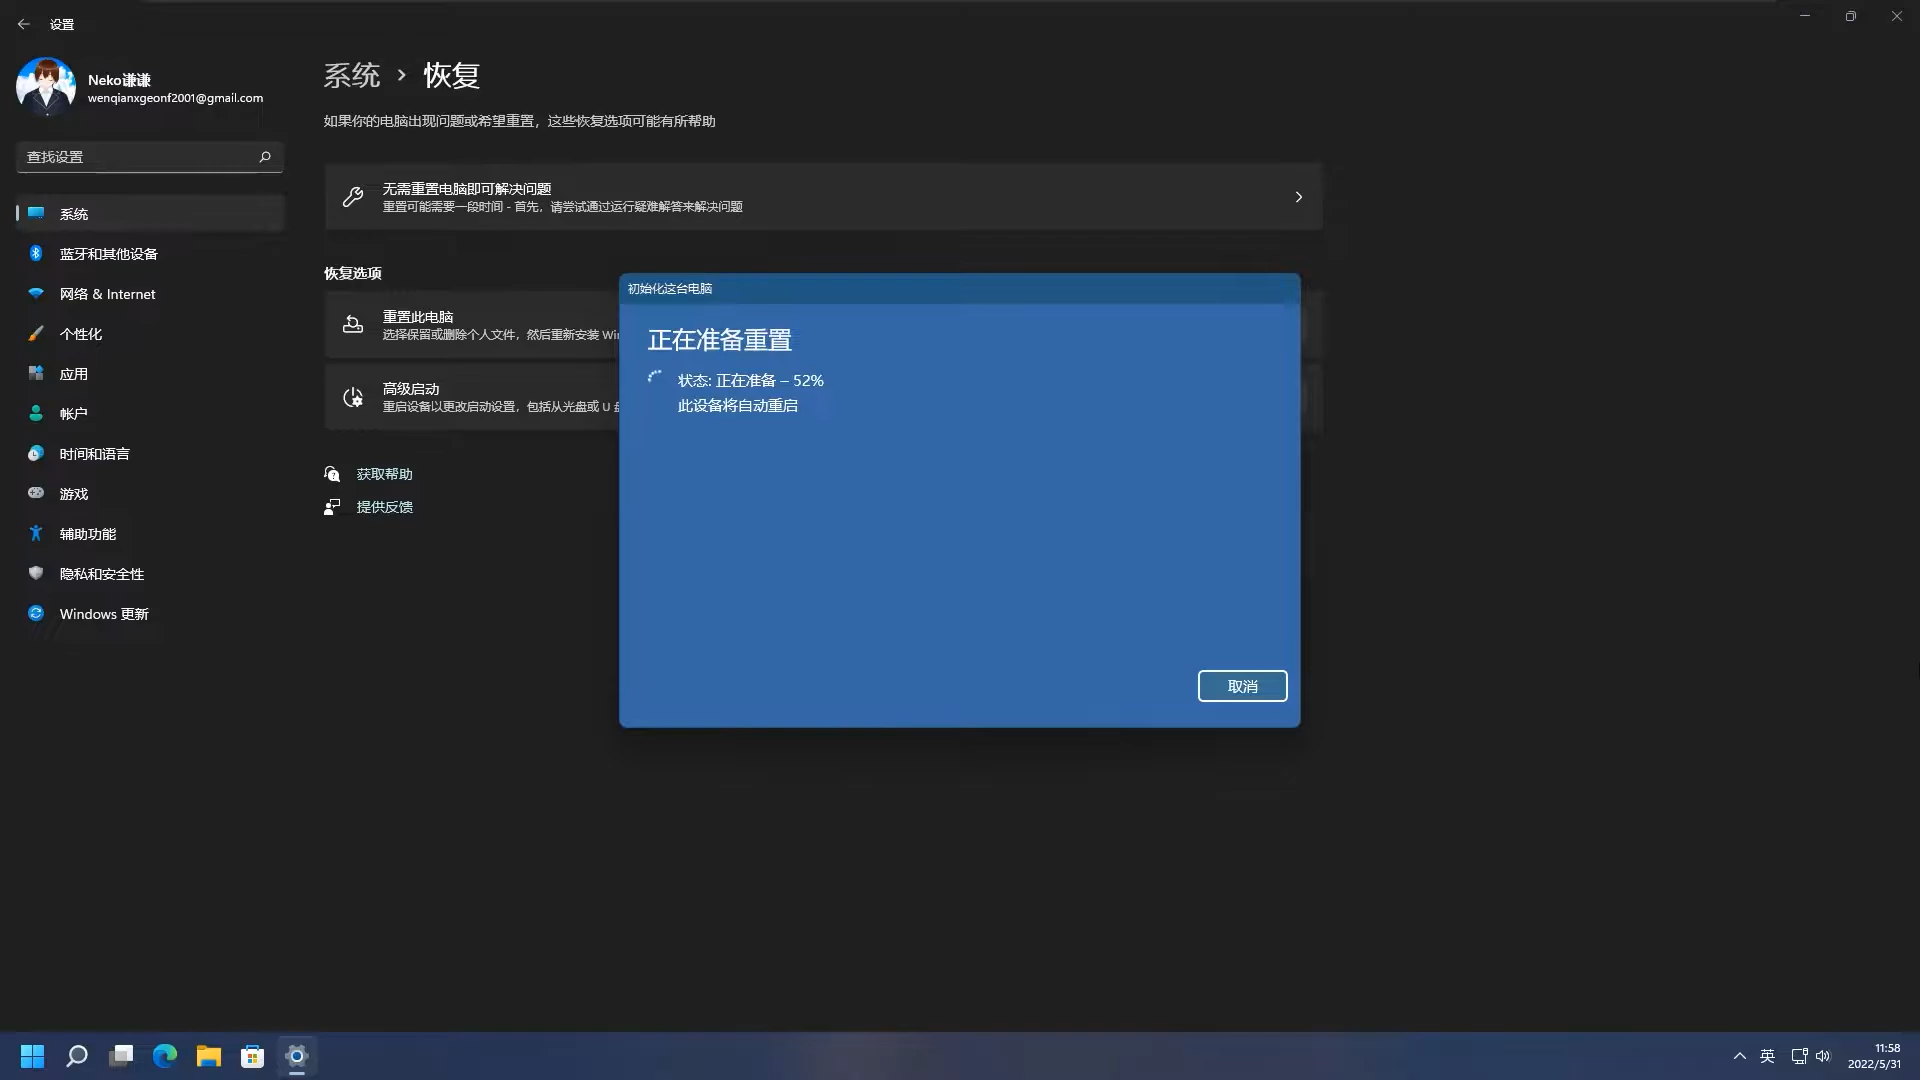 设置
Neko谦谦
wenqianxgeonf2001@gmail.com
查找设置
系统
蓝牙和其他设备
网络 & Internet
个性化
应用
帐户
时间和语言
游戏
辅助功能
隐私和安全性
Windows 更新
系统 › 恢复
如果你的电脑出现问题或希望重置，这些恢复选项可能有所帮助
无需重置电脑即可解决问题
重置可能需要一段时间 - 首先，请尝试通过运行疑难解答来解决问题
恢复选项
重置此电脑
选择保留或删除个人文件，然后重新安装 Wi
高级启动
重启设备以更改启动设置，包括从光盘或 U
获取帮助
提供反馈
初始化这台电脑
正在准备重置
状态: 正在准备 – 52%
此设备将自动重启
取消
英
11:58
2022/5/31